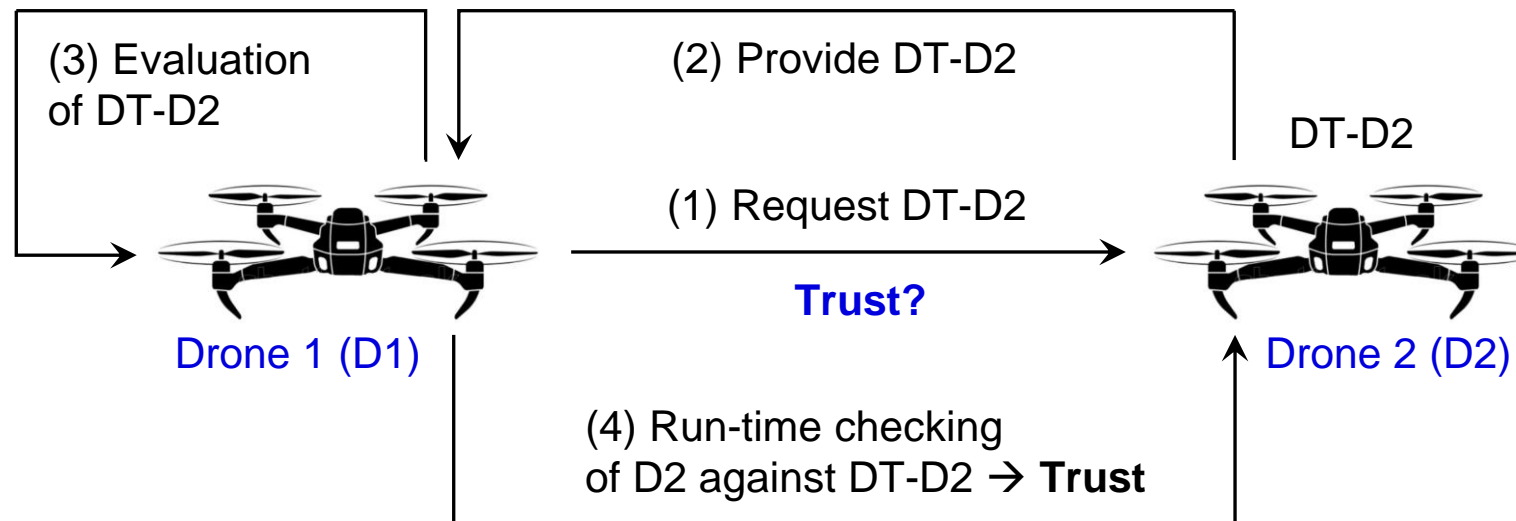 (3) Evaluation
of DT-D2
(2) Provide DT-D2
DT-D2
(1) Request DT-D2
Trust?
Drone 1 (D1)
Drone 2 (D2)
(4) Run-time checking
of D2 against DT-D2 → Trust